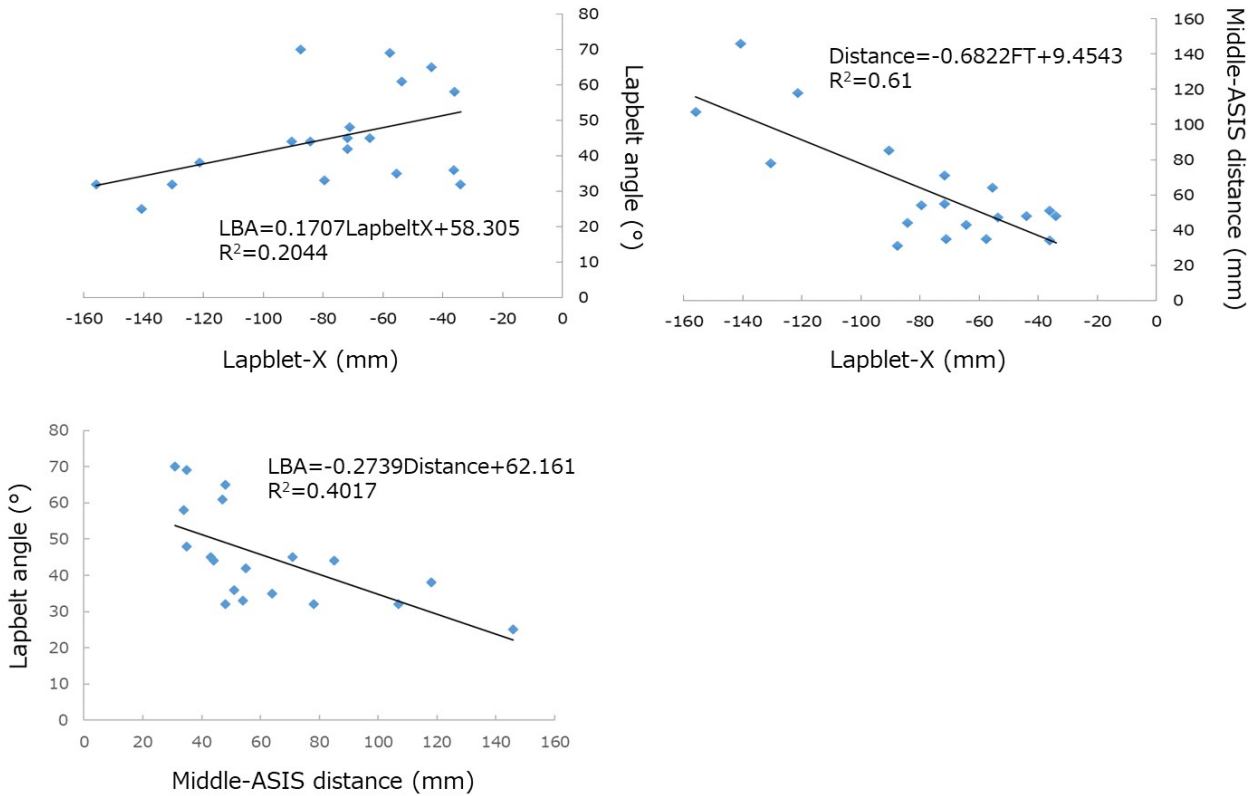 80
70
60
50
40
30
20
10
0
Lapbelt angle (°)
LBA=0.1707LapbeltX+58.305
R²=0.2044
-160 -140 -120 -100 -80 -60 -40 -20 0
Lapblet-X (mm)
160
140
120
100
80
60
40
20
0
Middle-ASIS distance (mm)
Distance=-0.6822FT+9.4543
R²=0.61
-160 -140 -120 -100 -80 -60 -40 -20 0
Lapblet-X (mm)
80
70
60
50
40
30
20
10
0
Lapbelt angle (°)
LBA=-0.2739Distance+62.161
R²=0.4017
0 20 40 60 80 100 120 140 160
Middle-ASIS distance (mm)